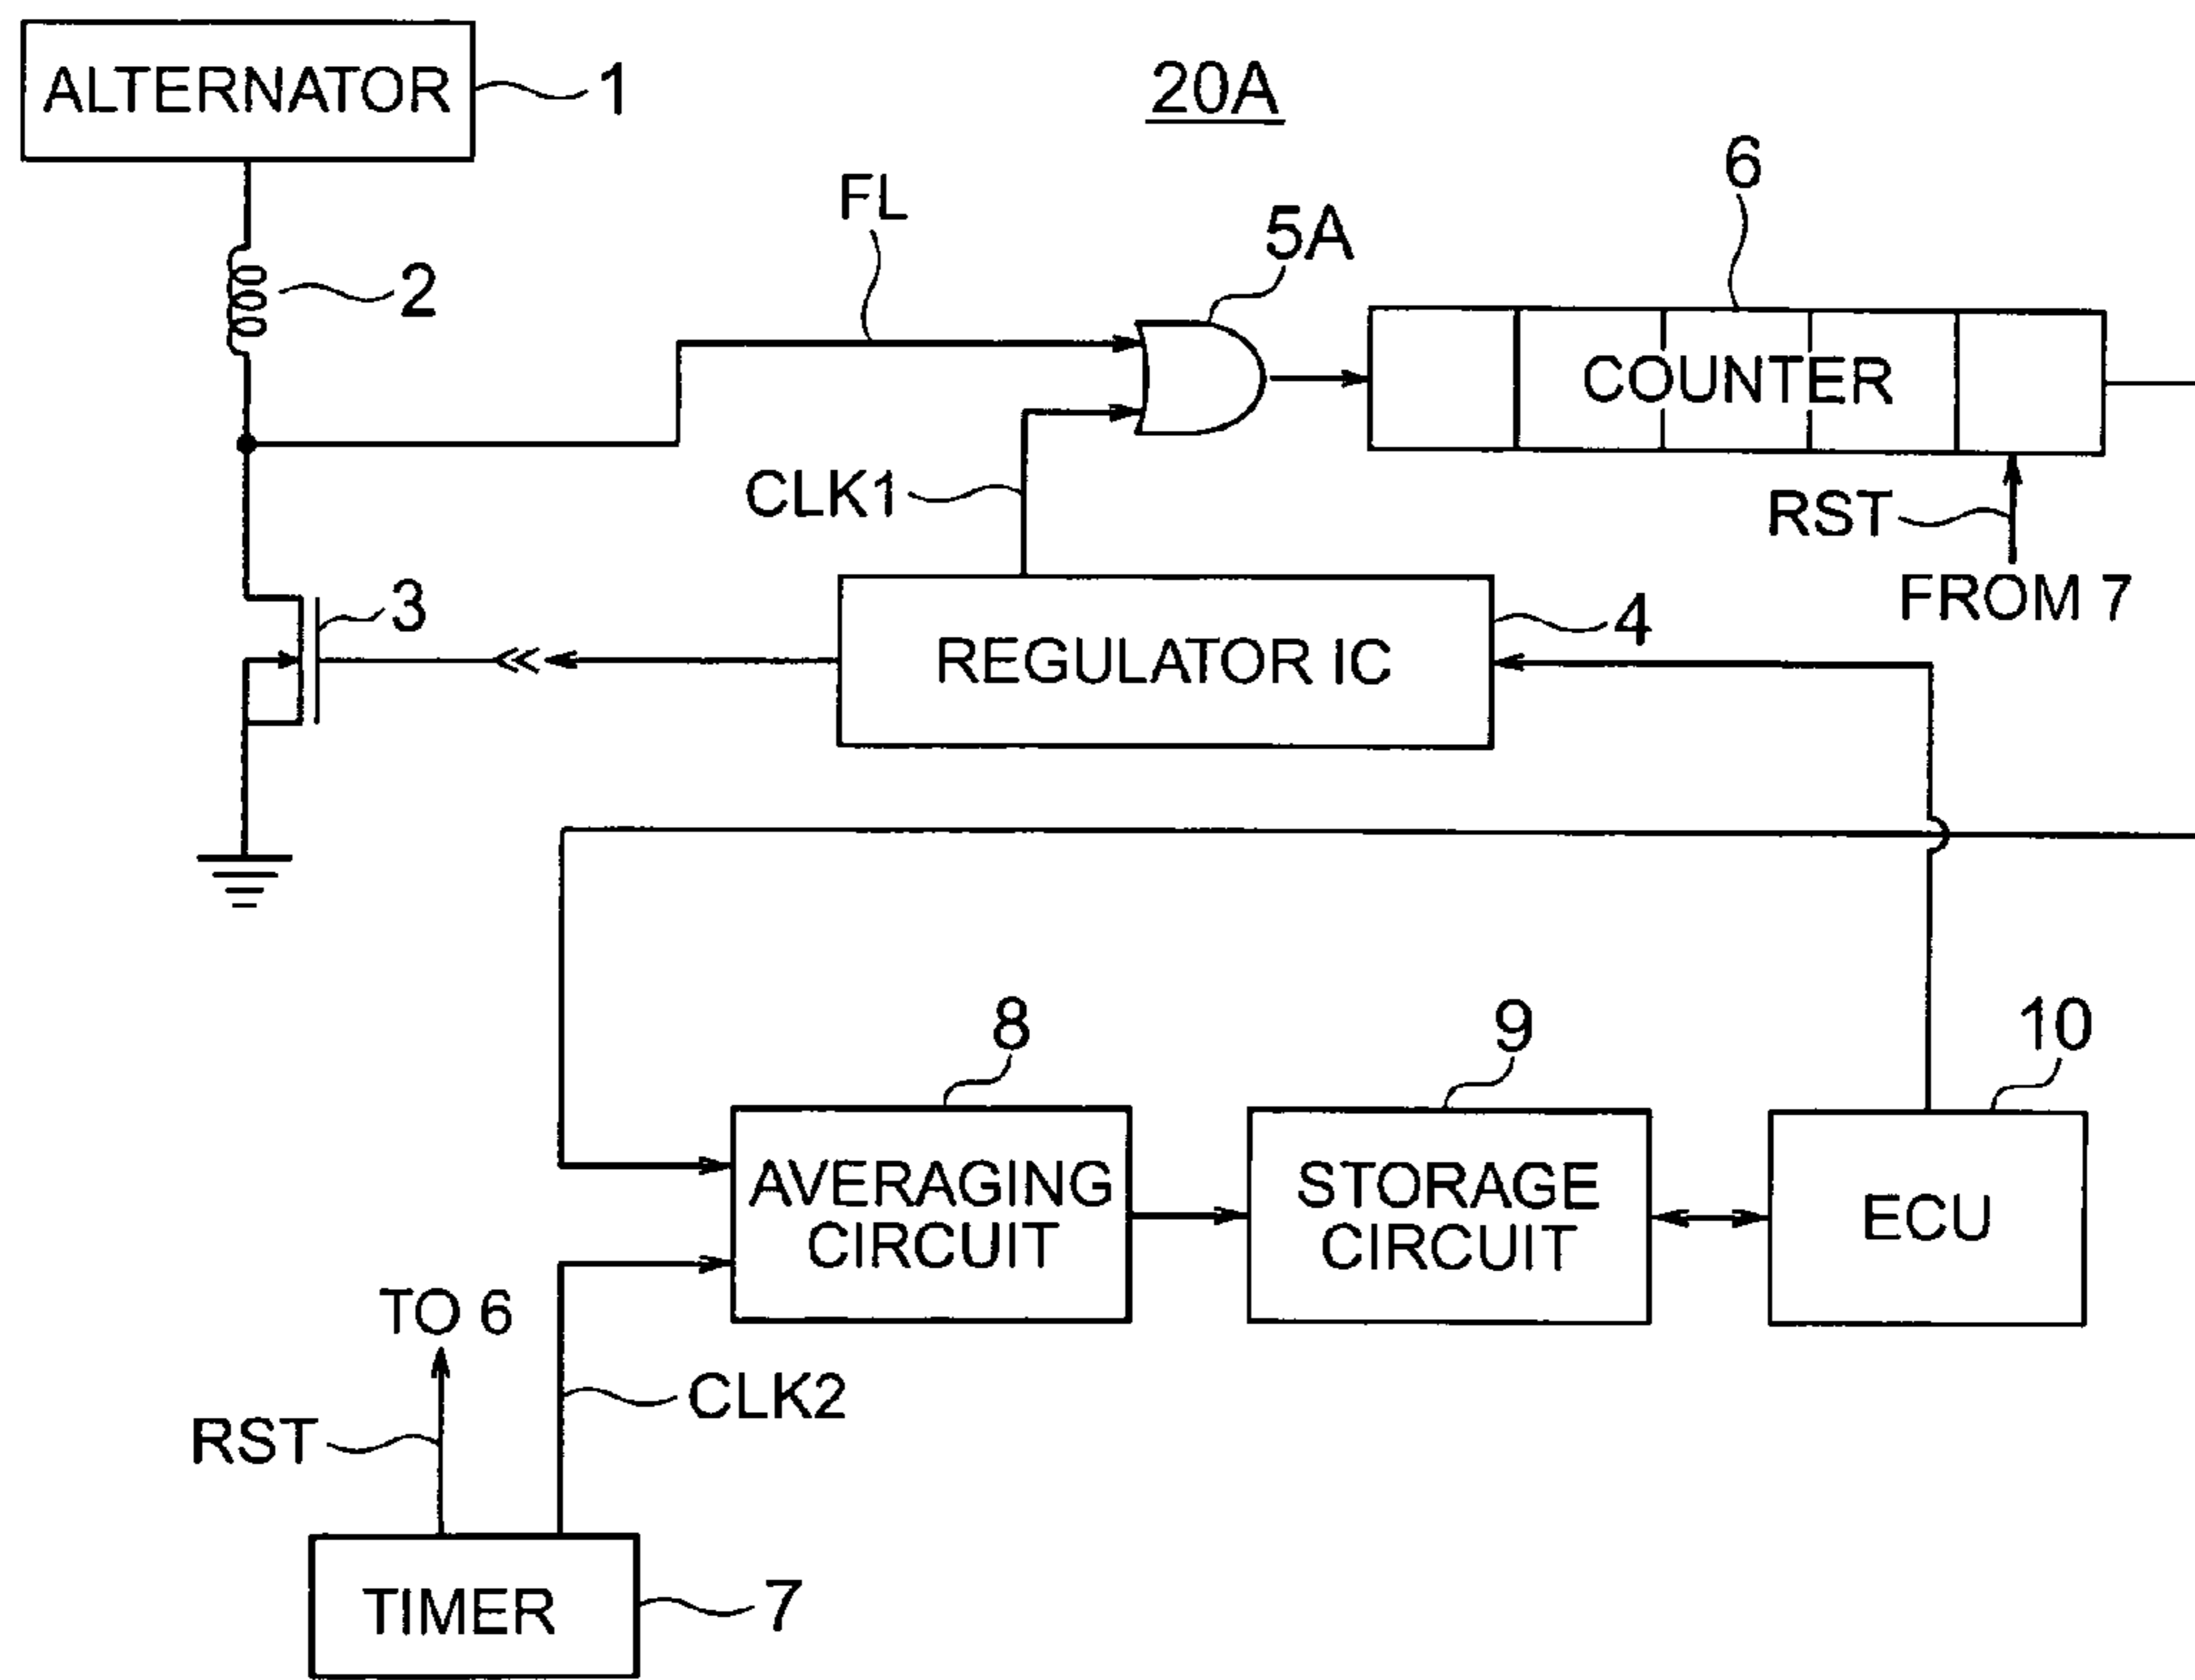 ALTERNATOR
1
20A
6
FL
5A
2
COUNTER
CLK1
RST
FROM 7
3
4
REGULATOR IC
8
9
10
AVERAGING
CIRCUIT
STORAGE
CIRCUIT
ECU
TO 6
CLK2
RST
TIMER
7